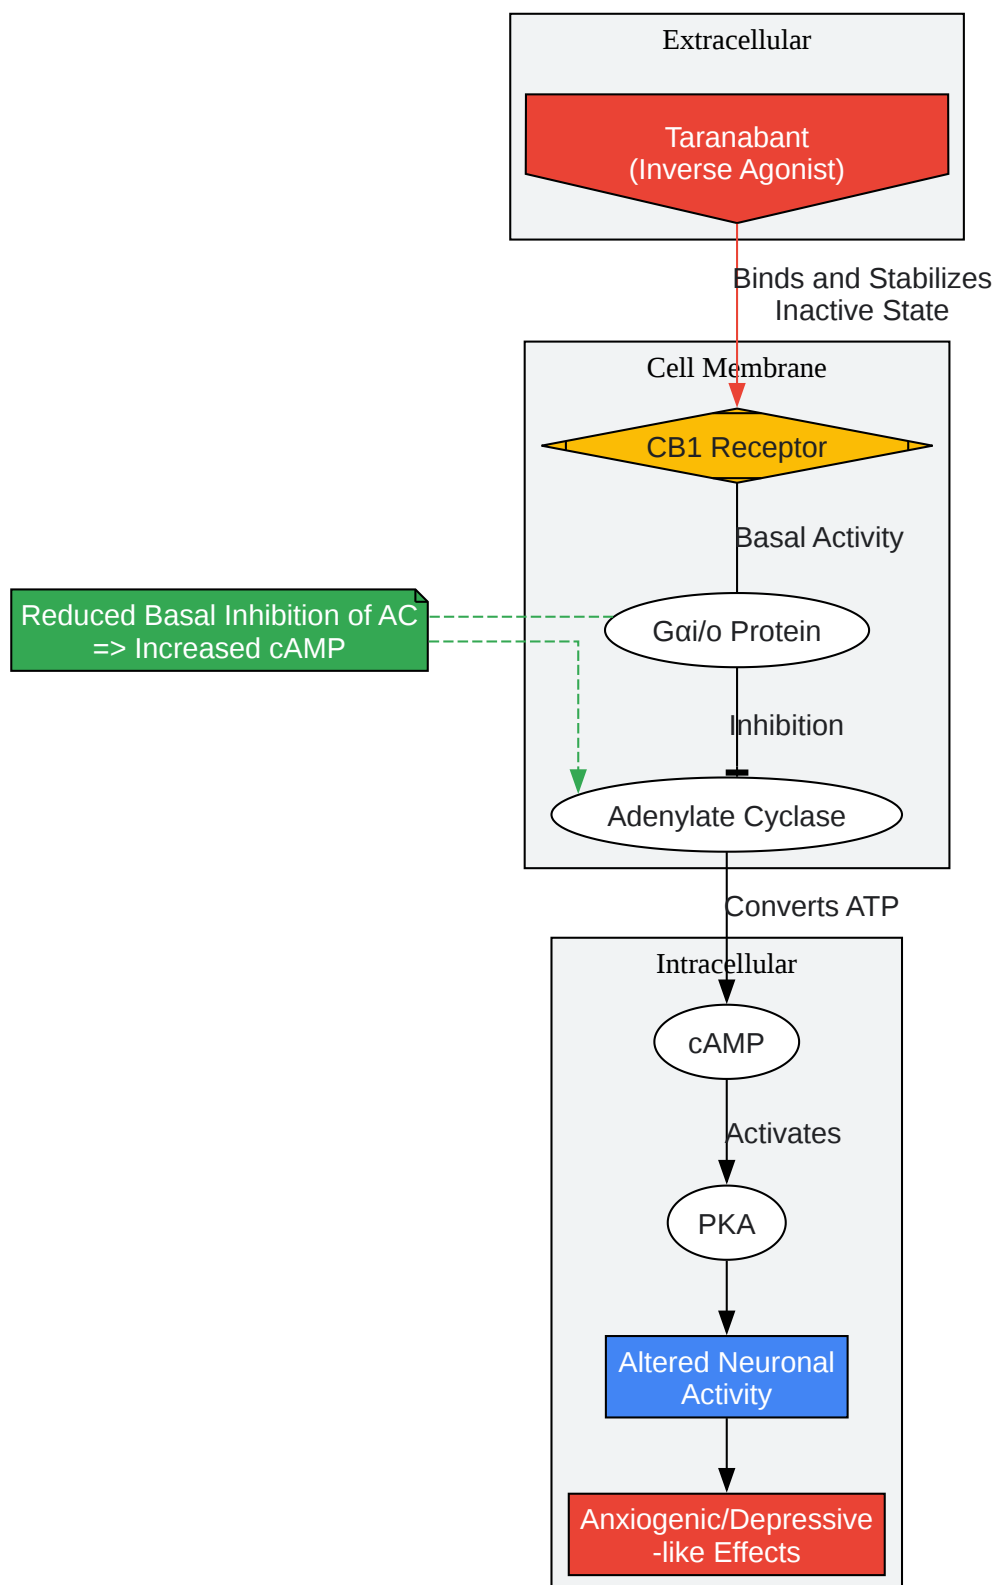 Extracellular
Taranabant
(Inverse Agonist)
Binds and Stabilizes
Inactive State
Cell Membrane
CB1 Receptor
Basal Activity
Reduced Basal Inhibition of AC
=> Increased cAMP
Gαi/o Protein
Inhibition
Adenylate Cyclase
Converts ATP
Intracellular
cAMP
Activates
PKA
Altered Neuronal
Activity
Anxiogenic/Depressive
-like Effects